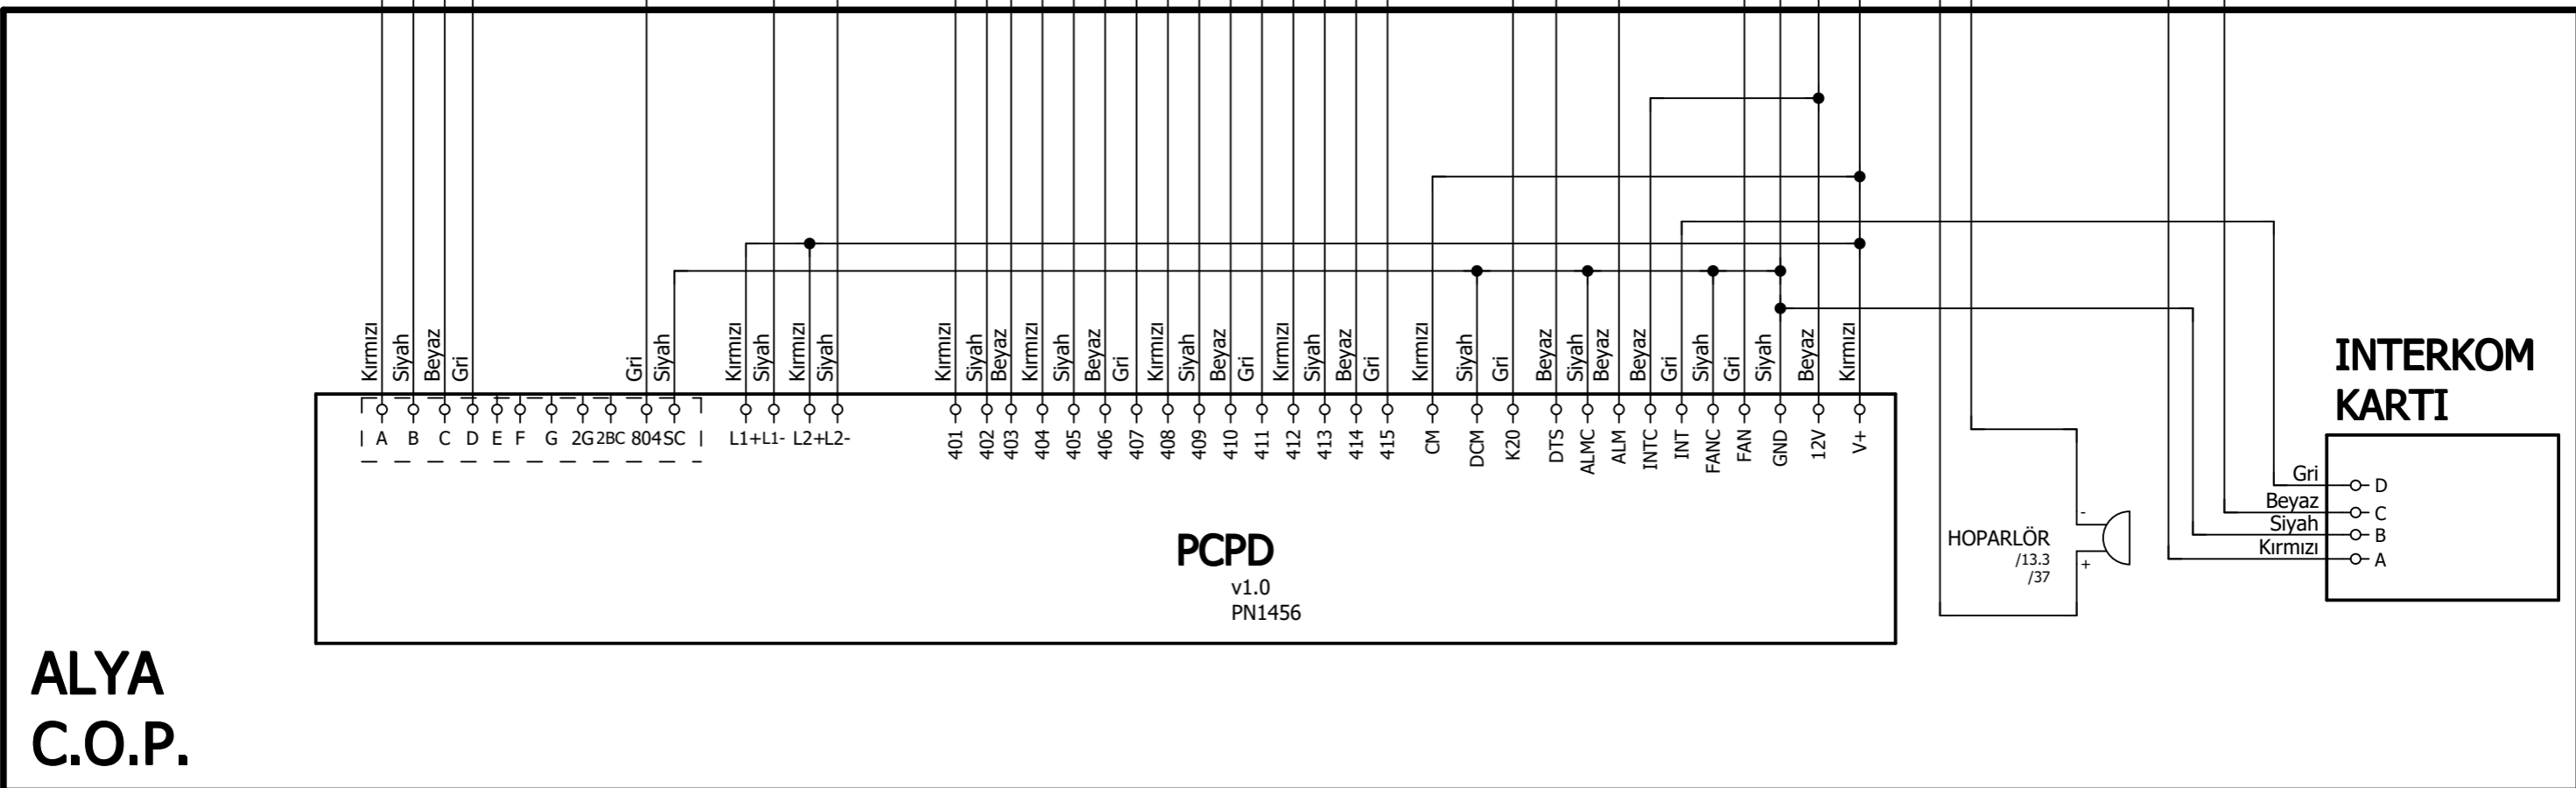 Kırmızı Siyah Beyaz Gri Gri Siyah Kırmızı Siyah Kırmızı Siyah Kırmızı Siyah Beyaz Kırmızı Siyah Beyaz Gri Kırmızı Siyah Beyaz Gri Kırmızı Siyah Beyaz Gri Kırmızı Siyah Gri Beyaz Siyah Beyaz Beyaz Gri Siyah Gri Siyah Beyaz Kırmızı
A B C D E F G 2G 2BC 804 SC L1+ L1- L2+ L2- 401 402 403 404 405 406 407 408 409 410 411 412 413 414 415 CM DCM K20 DTS ALMC ALM INTC INT FANC FAN GND 12V V+
PCPD
v1.0
PN1456
HOPARLÖR
/13.3
/37
-
+
INTERKOM
KARTI
Gri D
Beyaz C
Siyah B
Kırmızı A
ALYA
C.O.P.